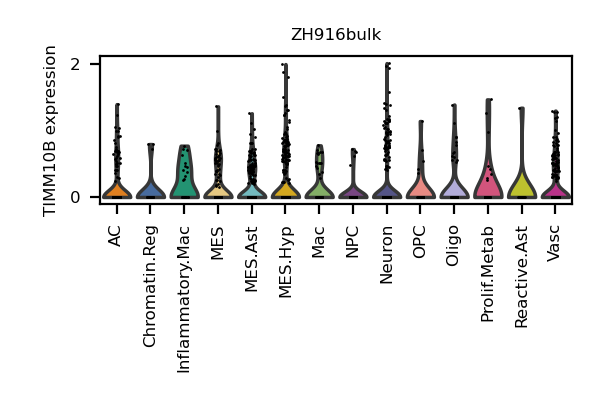 ZH916bulk
TIMM10B expression
2
0
AC
Chromatin.Reg
Inflammatory.Mac
MES
MES.Ast
MES.Hyp
Mac
NPC
Neuron
OPC
Oligo
Prolif.Metab
Reactive.Ast
Vasc